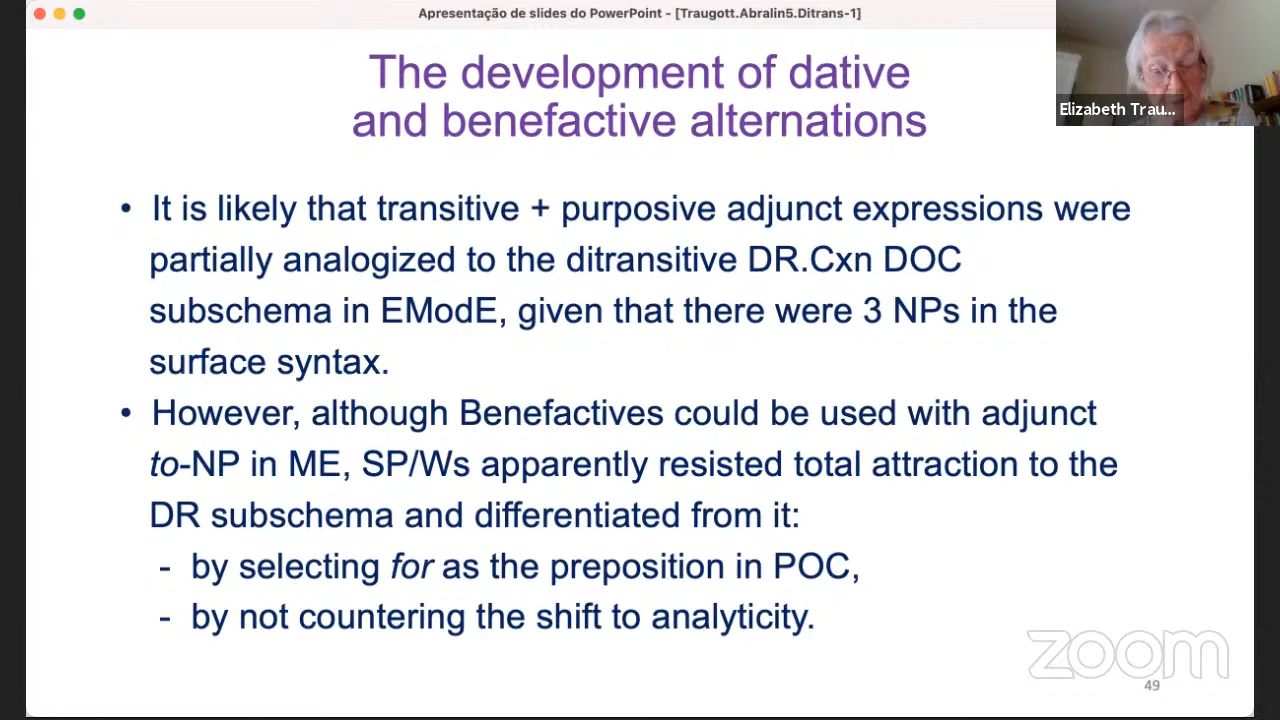 Apresentação de slides do PowerPoint - [Traugott.Abralin5.Ditrans-1]
The development of dative
and benefactive alternations
Elizabeth Trau...
• It is likely that transitive + purposive adjunct expressions were
partially analogized to the ditransitive DR.Cxn DOC
subschema in EModE, given that there were 3 NPs in the
surface syntax.
• However, although Benefactives could be used with adjunct
to-NP in ME, SP/Ws apparently resisted total attraction to the
DR subschema and differentiated from it:
- by selecting for as the preposition in POC,
- by not countering the shift to analyticity.
zoom
49